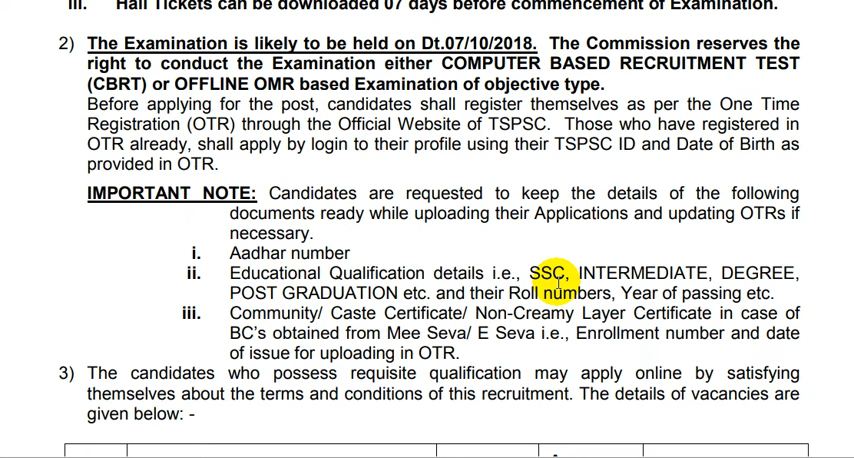 iii. Hall Tickets can be downloaded 07 days before commencement of Examination.
2) The Examination is likely to be held on Dt.07/10/2018. The Commission reserves the
right to conduct the Examination either COMPUTER BASED RECRUITMENT TEST
(CBRT) or OFFLINE OMR based Examination of objective type.
Before applying for the post, candidates shall register themselves as per the One Time
Registration (OTR) through the Official Website of TSPSC. Those who have registered in
OTR already, shall apply by login to their profile using their TSPSC ID and Date of Birth as
provided in OTR.
IMPORTANT NOTE: Candidates are requested to keep the details of the following
documents ready while uploading their Applications and updating OTRs if
necessary.
i. Aadhar number
ii. Educational Qualification details i.e., SSC, INTERMEDIATE, DEGREE,
POST GRADUATION etc. and their Roll numbers, Year of passing etc.
iii. Community/ Caste Certificate/ Non-Creamy Layer Certificate in case of
BC's obtained from Mee Seva/ E Seva i.e., Enrollment number and date
of issue for uploading in OTR.
3) The candidates who possess requisite qualification may apply online by satisfying
themselves about the terms and conditions of this recruitment. The details of vacancies are
given below: -